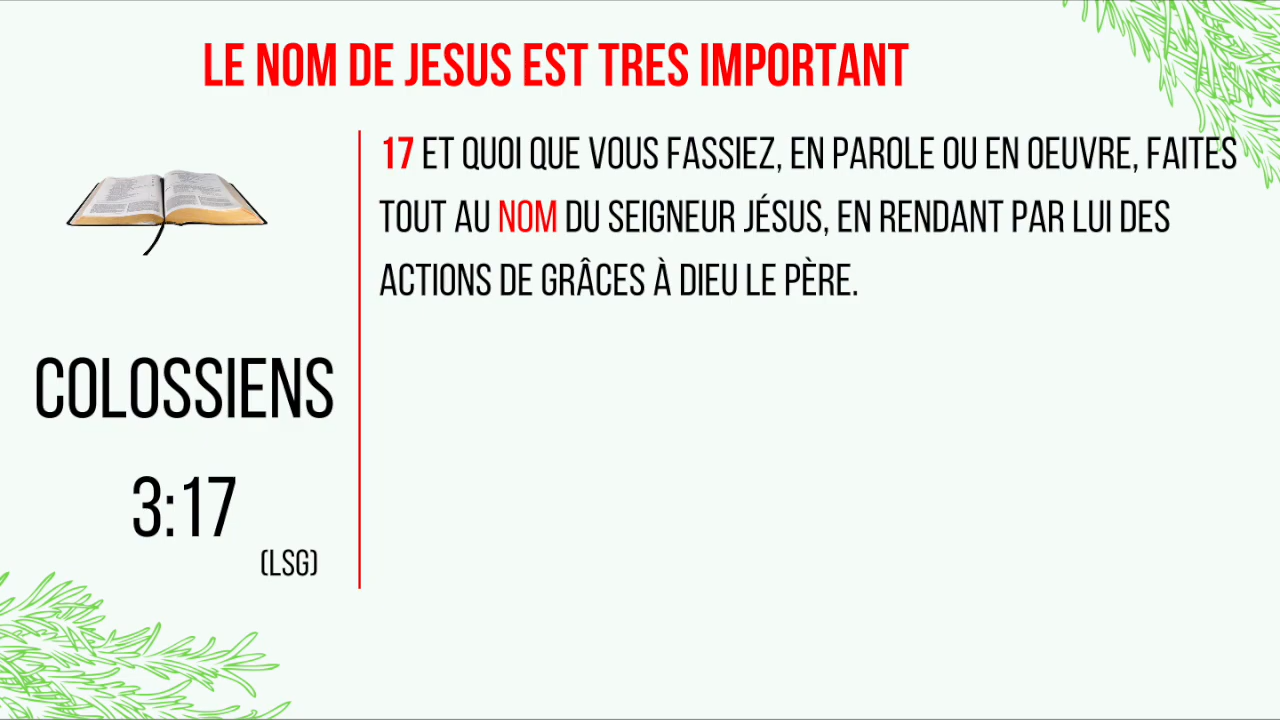 LE NOM DE JESUS EST TRES IMPORTANT
17 ET QUOI QUE VOUS FASSIEZ, EN PAROLE OU EN OEUVRE, FAITES
TOUT AU NOM DU SEIGNEUR JÉSUS, EN RENDANT PAR LUI DES
ACTIONS DE GRÂCES À DIEU LE PÈRE.
COLOSSIENS
3:17
(LSG)